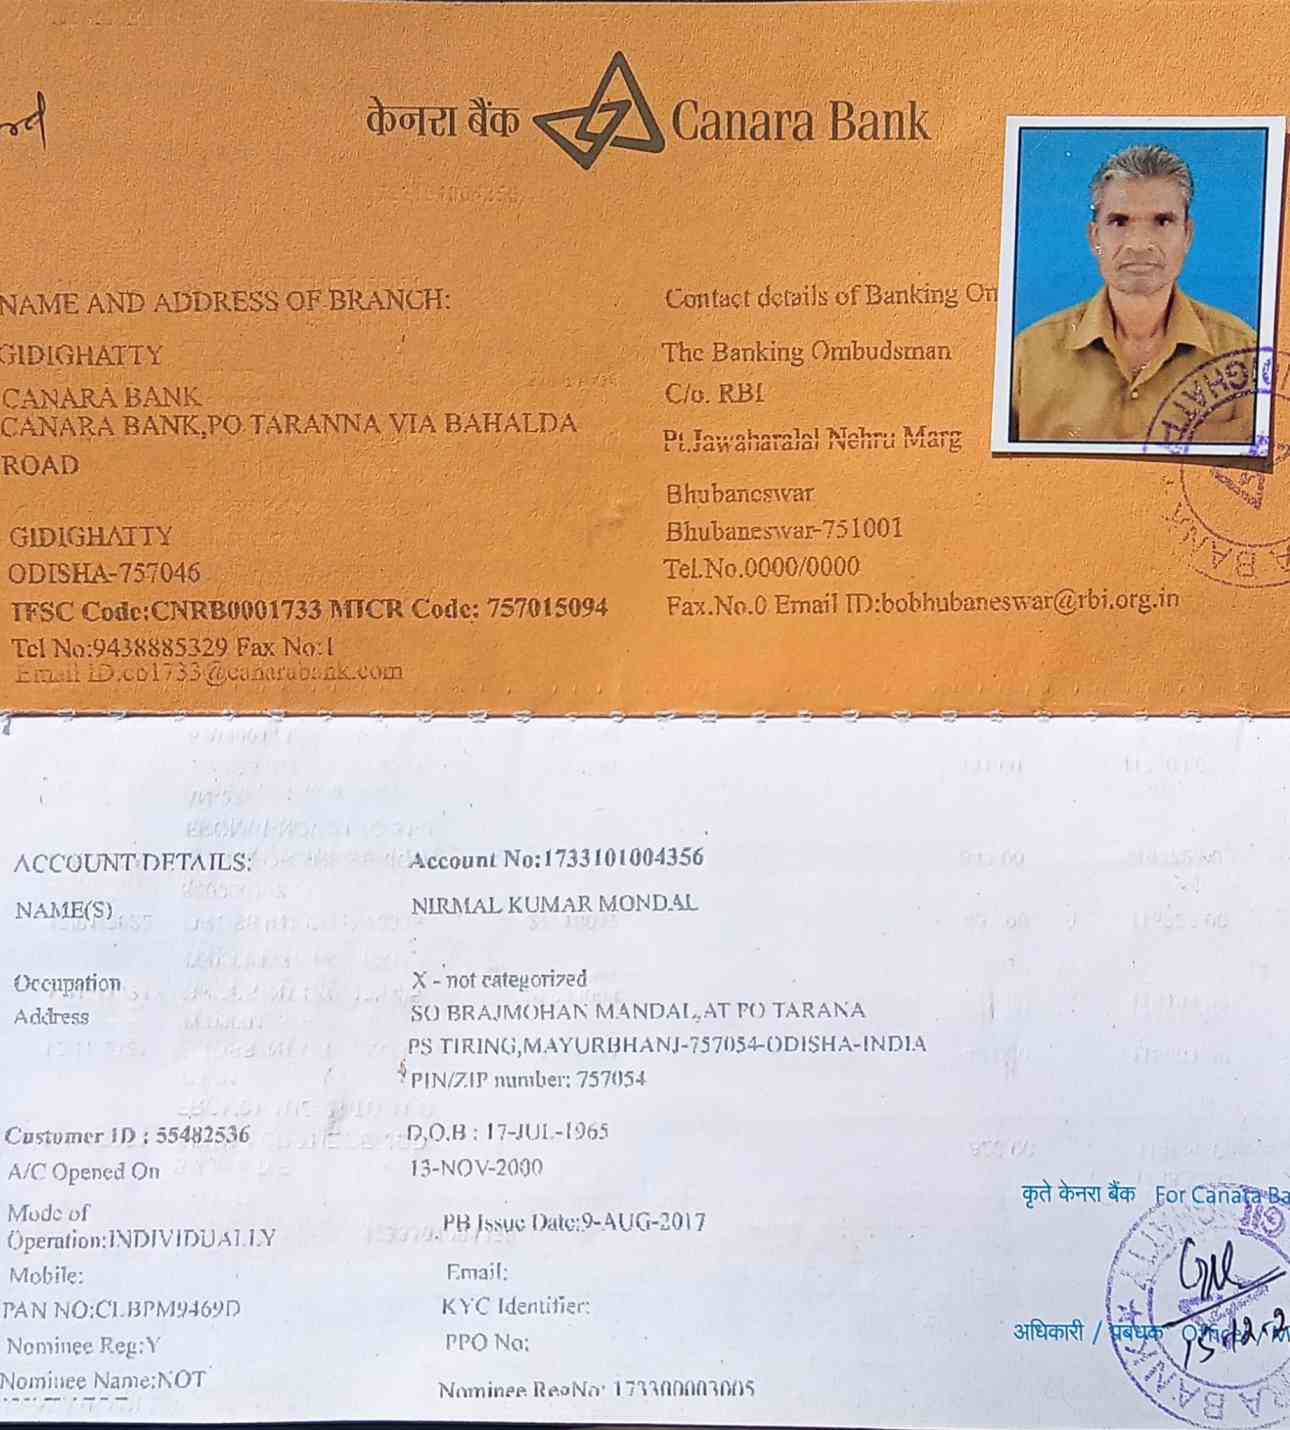 केनरा बैंक Canara Bank
NAME AND ADDRESS OF BRANCH:
GIDIGHATTY
CANARA BANK
CANARA BANK,PO TARANNA VIA BAHALDA
ROAD
GIDIGHATTY
ODISHA-757046
IFSC Code:CNRB0001733 MICR Code: 757015094
Tel No:9438885329 Fax No:1
Email ID.cb1733@canarabank.com
Contact details of Banking Om
The Banking Ombudsman
C/o. RBI
Pt.Jawaharalal Nehru Marg
Bhubaneswar
Bhubaneswar-751001
Tel.No.0000/0000
Fax.No.0 Email ID:bobhubaneswar@rbi.org.in
ACCOUNT DETAILS: Account No:1733101004356
NAME(S) NIRMAL KUMAR MONDAL
Occupation X - not categorized
Address SO BRAJMOHAN MANDAL,AT PO TARANA
PS TIRING,MAYURBHANJ-757054-ODISHA-INDIA
PIN/ZIP number: 757054
Customer ID : 55482536 D.O.B : 17-JUL-1965
A/C Opened On 13-NOV-2000
Mode of
Operation:INDIVIDUALLY PB Issue Date:9-AUG-2017
Mobile: Email:
PAN NO:CLBPM9469D KYC Identifier:
Nominee Reg:Y PPO No:
Nominee Name:NOT Nominee RegNo: 173300003005
कृते केनरा बैंक For Canara Ba
अधिकारी / प्रबंधक